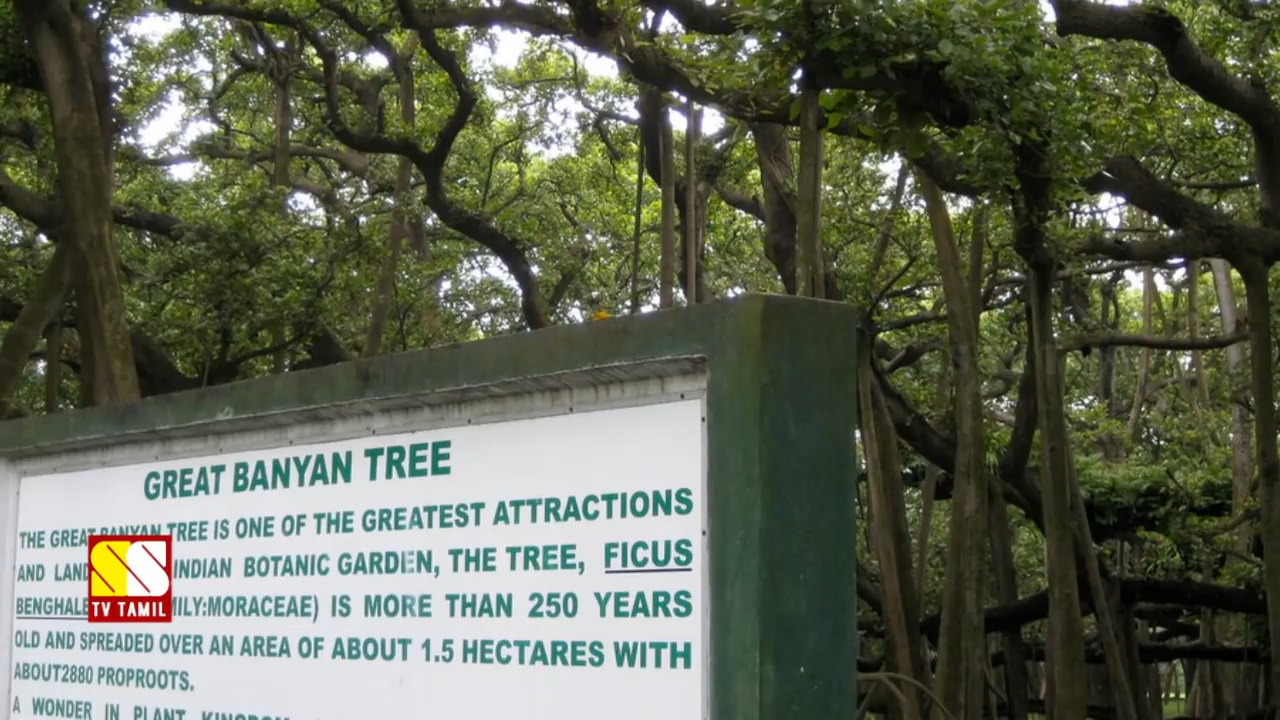 GREAT BANYAN TREE
THE GREAT BANYAN TREE IS ONE OF THE GREATEST ATTRACTIONS
AND LAND INDIAN BOTANIC GARDEN, THE TREE, FICUS
BENGHALE MILY:MORACEAE) IS MORE THAN 250 YEARS
OLD AND SPREADED OVER AN AREA OF ABOUT 1.5 HECTARES WITH
ABOUT2880 PROPROOTS.
A WONDER IN PLANT KINGDOM
TV TAMIL